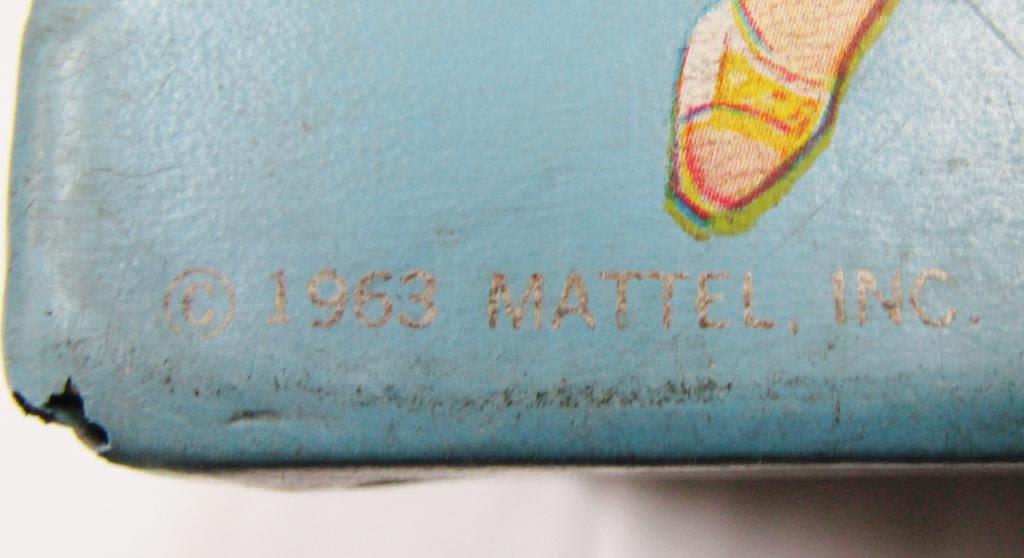 © 1963 MATTEL, INC.